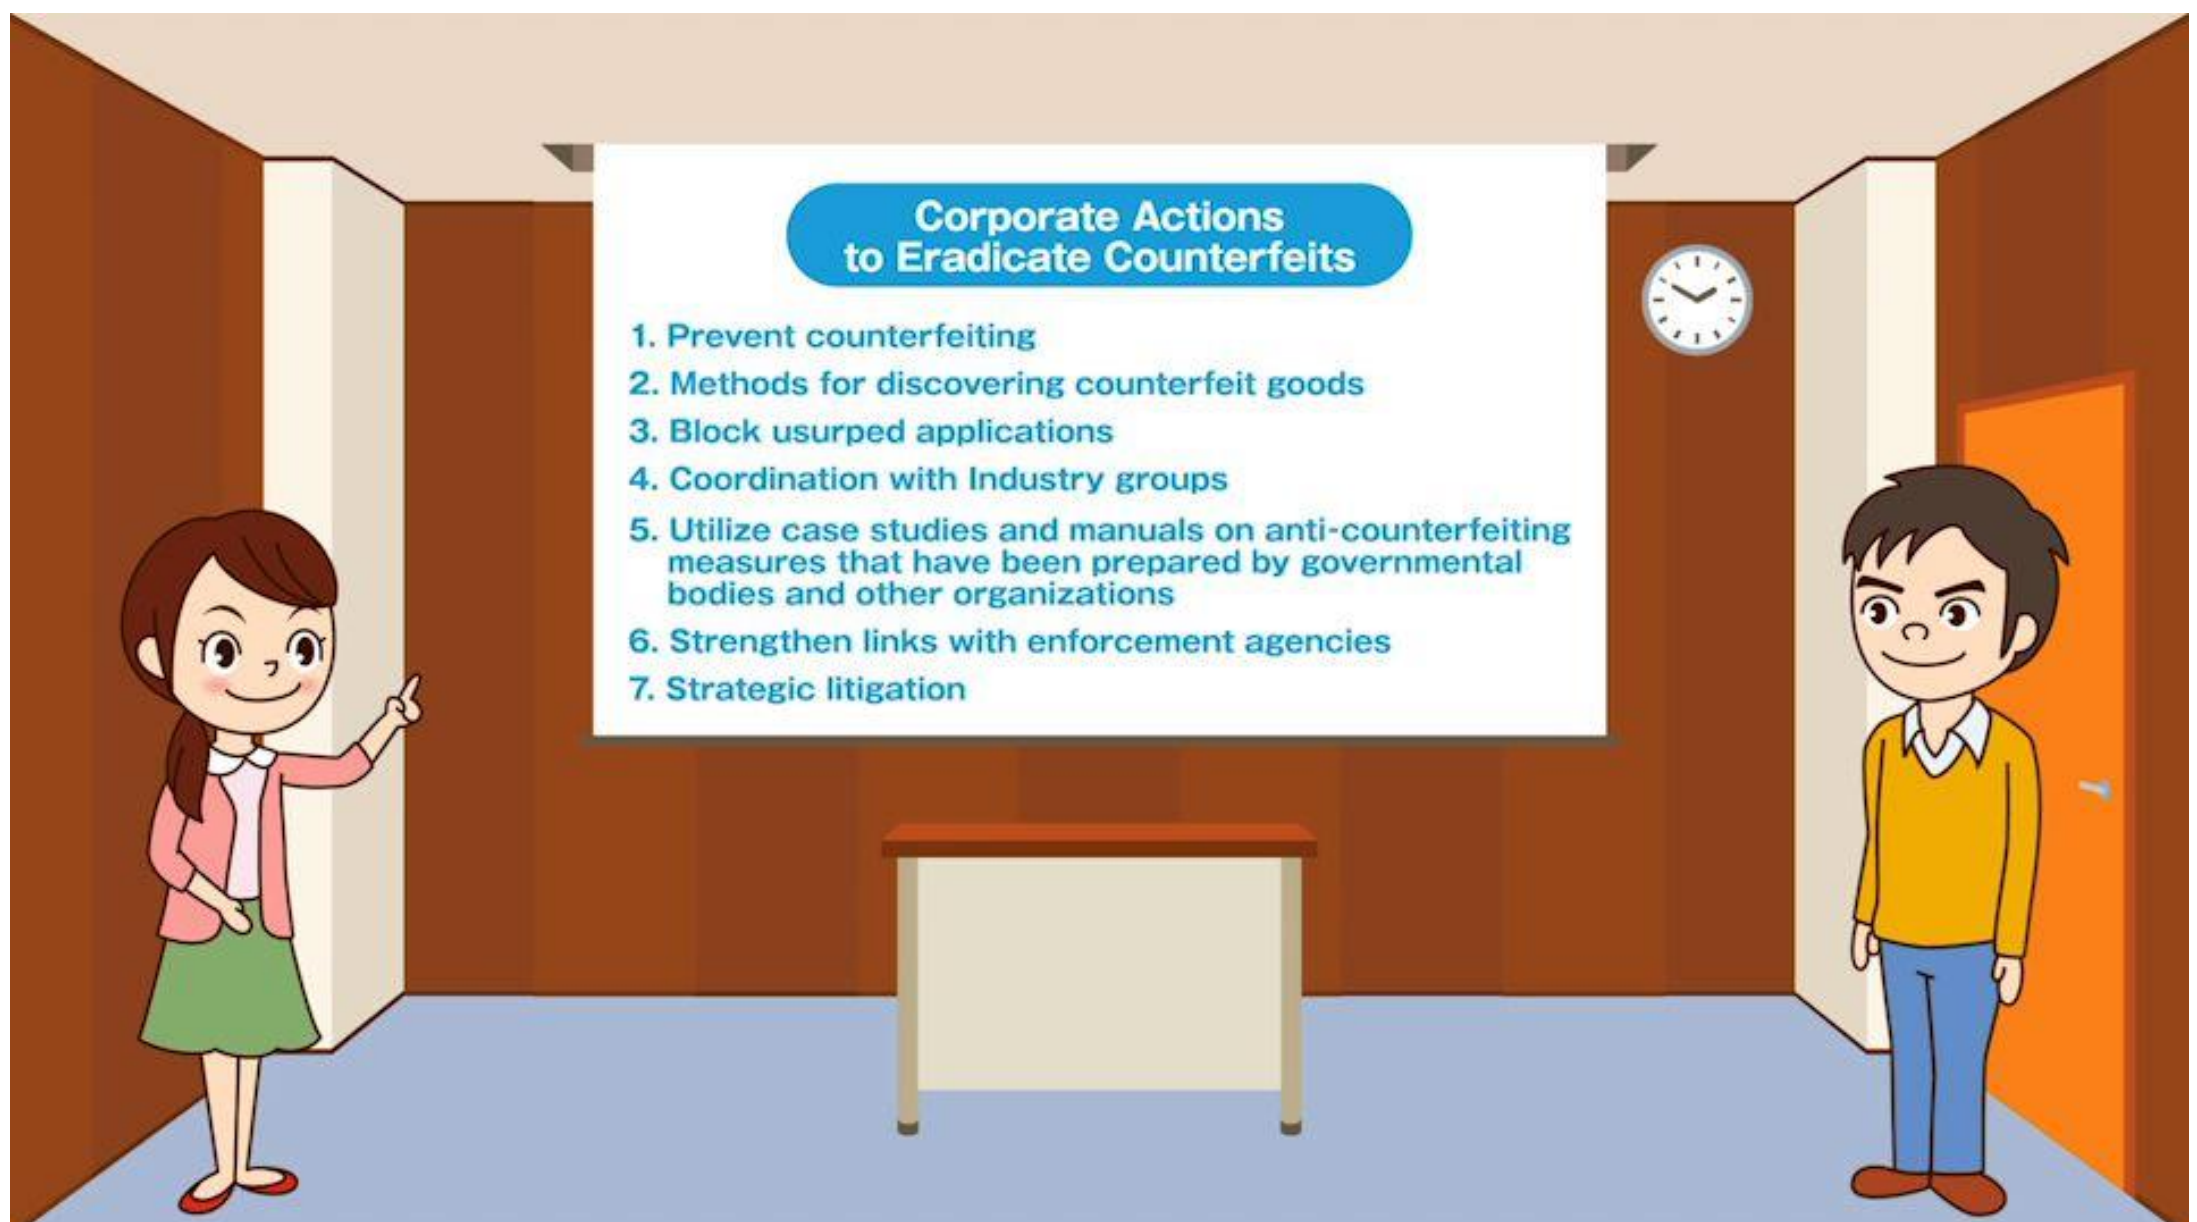 Corporate Actions
to Eradicate Counterfeits
1. Prevent counterfeiting
2. Methods for discovering counterfeit goods
3. Block usurped applications
4. Coordination with Industry groups
5. Utilize case studies and manuals on anti-counterfeiting
measures that have been prepared by governmental
bodies and other organizations
6. Strengthen links with enforcement agencies
7. Strategic litigation